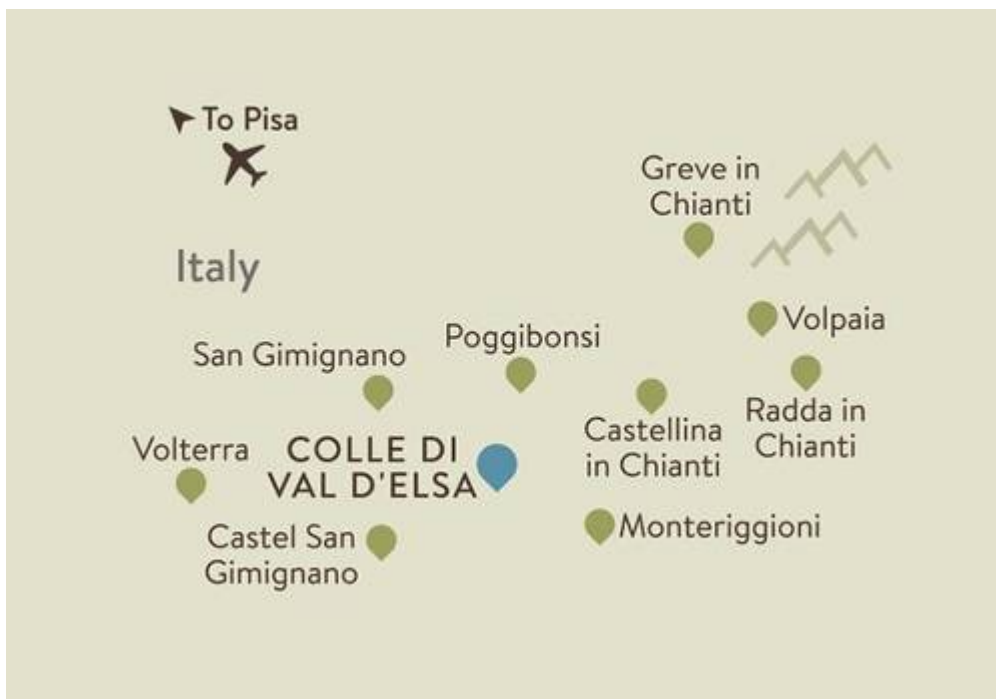 To Pisa
Greve in
Chianti
Italy
Volpaia
Poggibonsi
San Gimignano
Radda in
Chianti
Castellina
in Chianti
Volterra
COLLE DI
VAL D'ELSA
Monteriggioni
Castel San
Gimignano